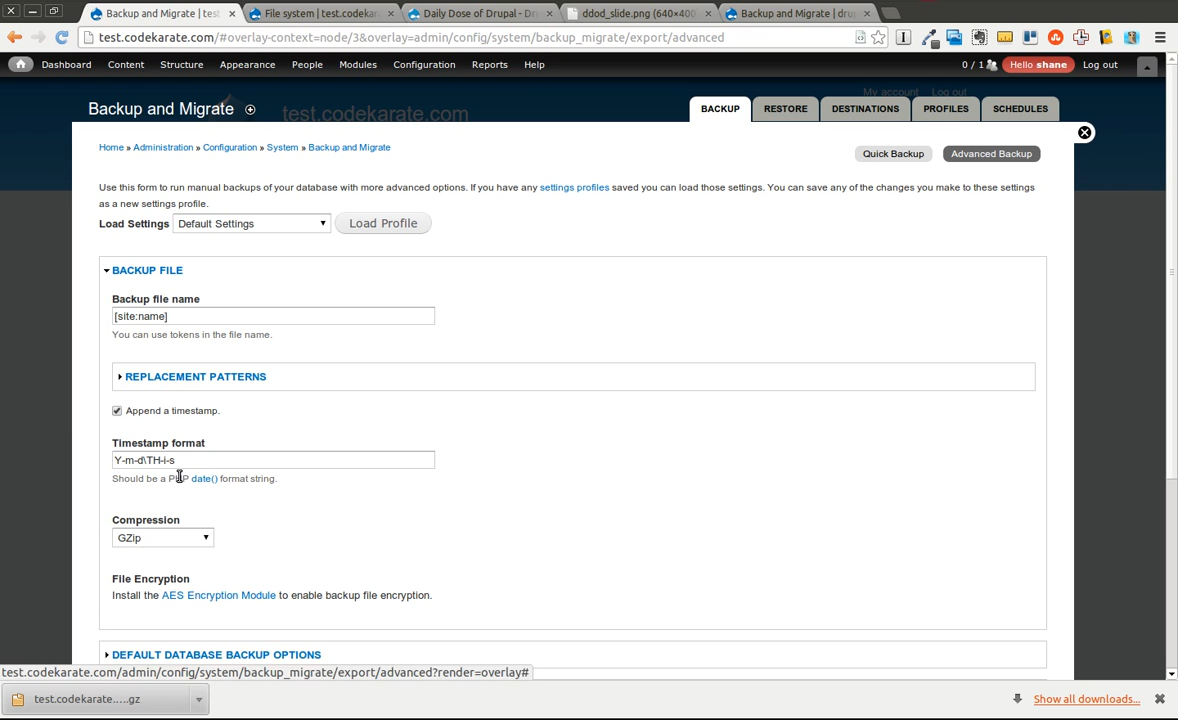 Backup and Migrate | test
File system | test.codekar
Daily Dose of Drupal - Dr
ddod_slide.png (640×400
Backup and Migrate | dru
test.codekarate.com/#overlay-context=node/3&overlay=admin/config/system/backup_migrate/export/advanced
Dashboard Content Structure Appearance People Modules Configuration Reports Help
0 / 1 Hello shane Log out
My account Log out
Backup and Migrate
test.codekarate.com
BACKUP RESTORE DESTINATIONS PROFILES SCHEDULES
Home » Administration » Configuration » System » Backup and Migrate
Quick Backup Advanced Backup
Use this form to run manual backups of your database with more advanced options. If you have any settings profiles saved you can load those settings. You can save any of the changes you make to these settings
as a new settings profile.
Load Settings Default Settings Load Profile
BACKUP FILE
Backup file name
[site:name]
You can use tokens in the file name.
REPLACEMENT PATTERNS
Append a timestamp.
Timestamp format
Y-m-d\TH-i-s
Should be a PHP date() format string.
Compression
GZip
File Encryption
Install the AES Encryption Module to enable backup file encryption.
DEFAULT DATABASE BACKUP OPTIONS
test.codekarate.com/admin/config/system/backup_migrate/export/advanced?render=overlay#
test.codekarate.....gz
Show all downloads...